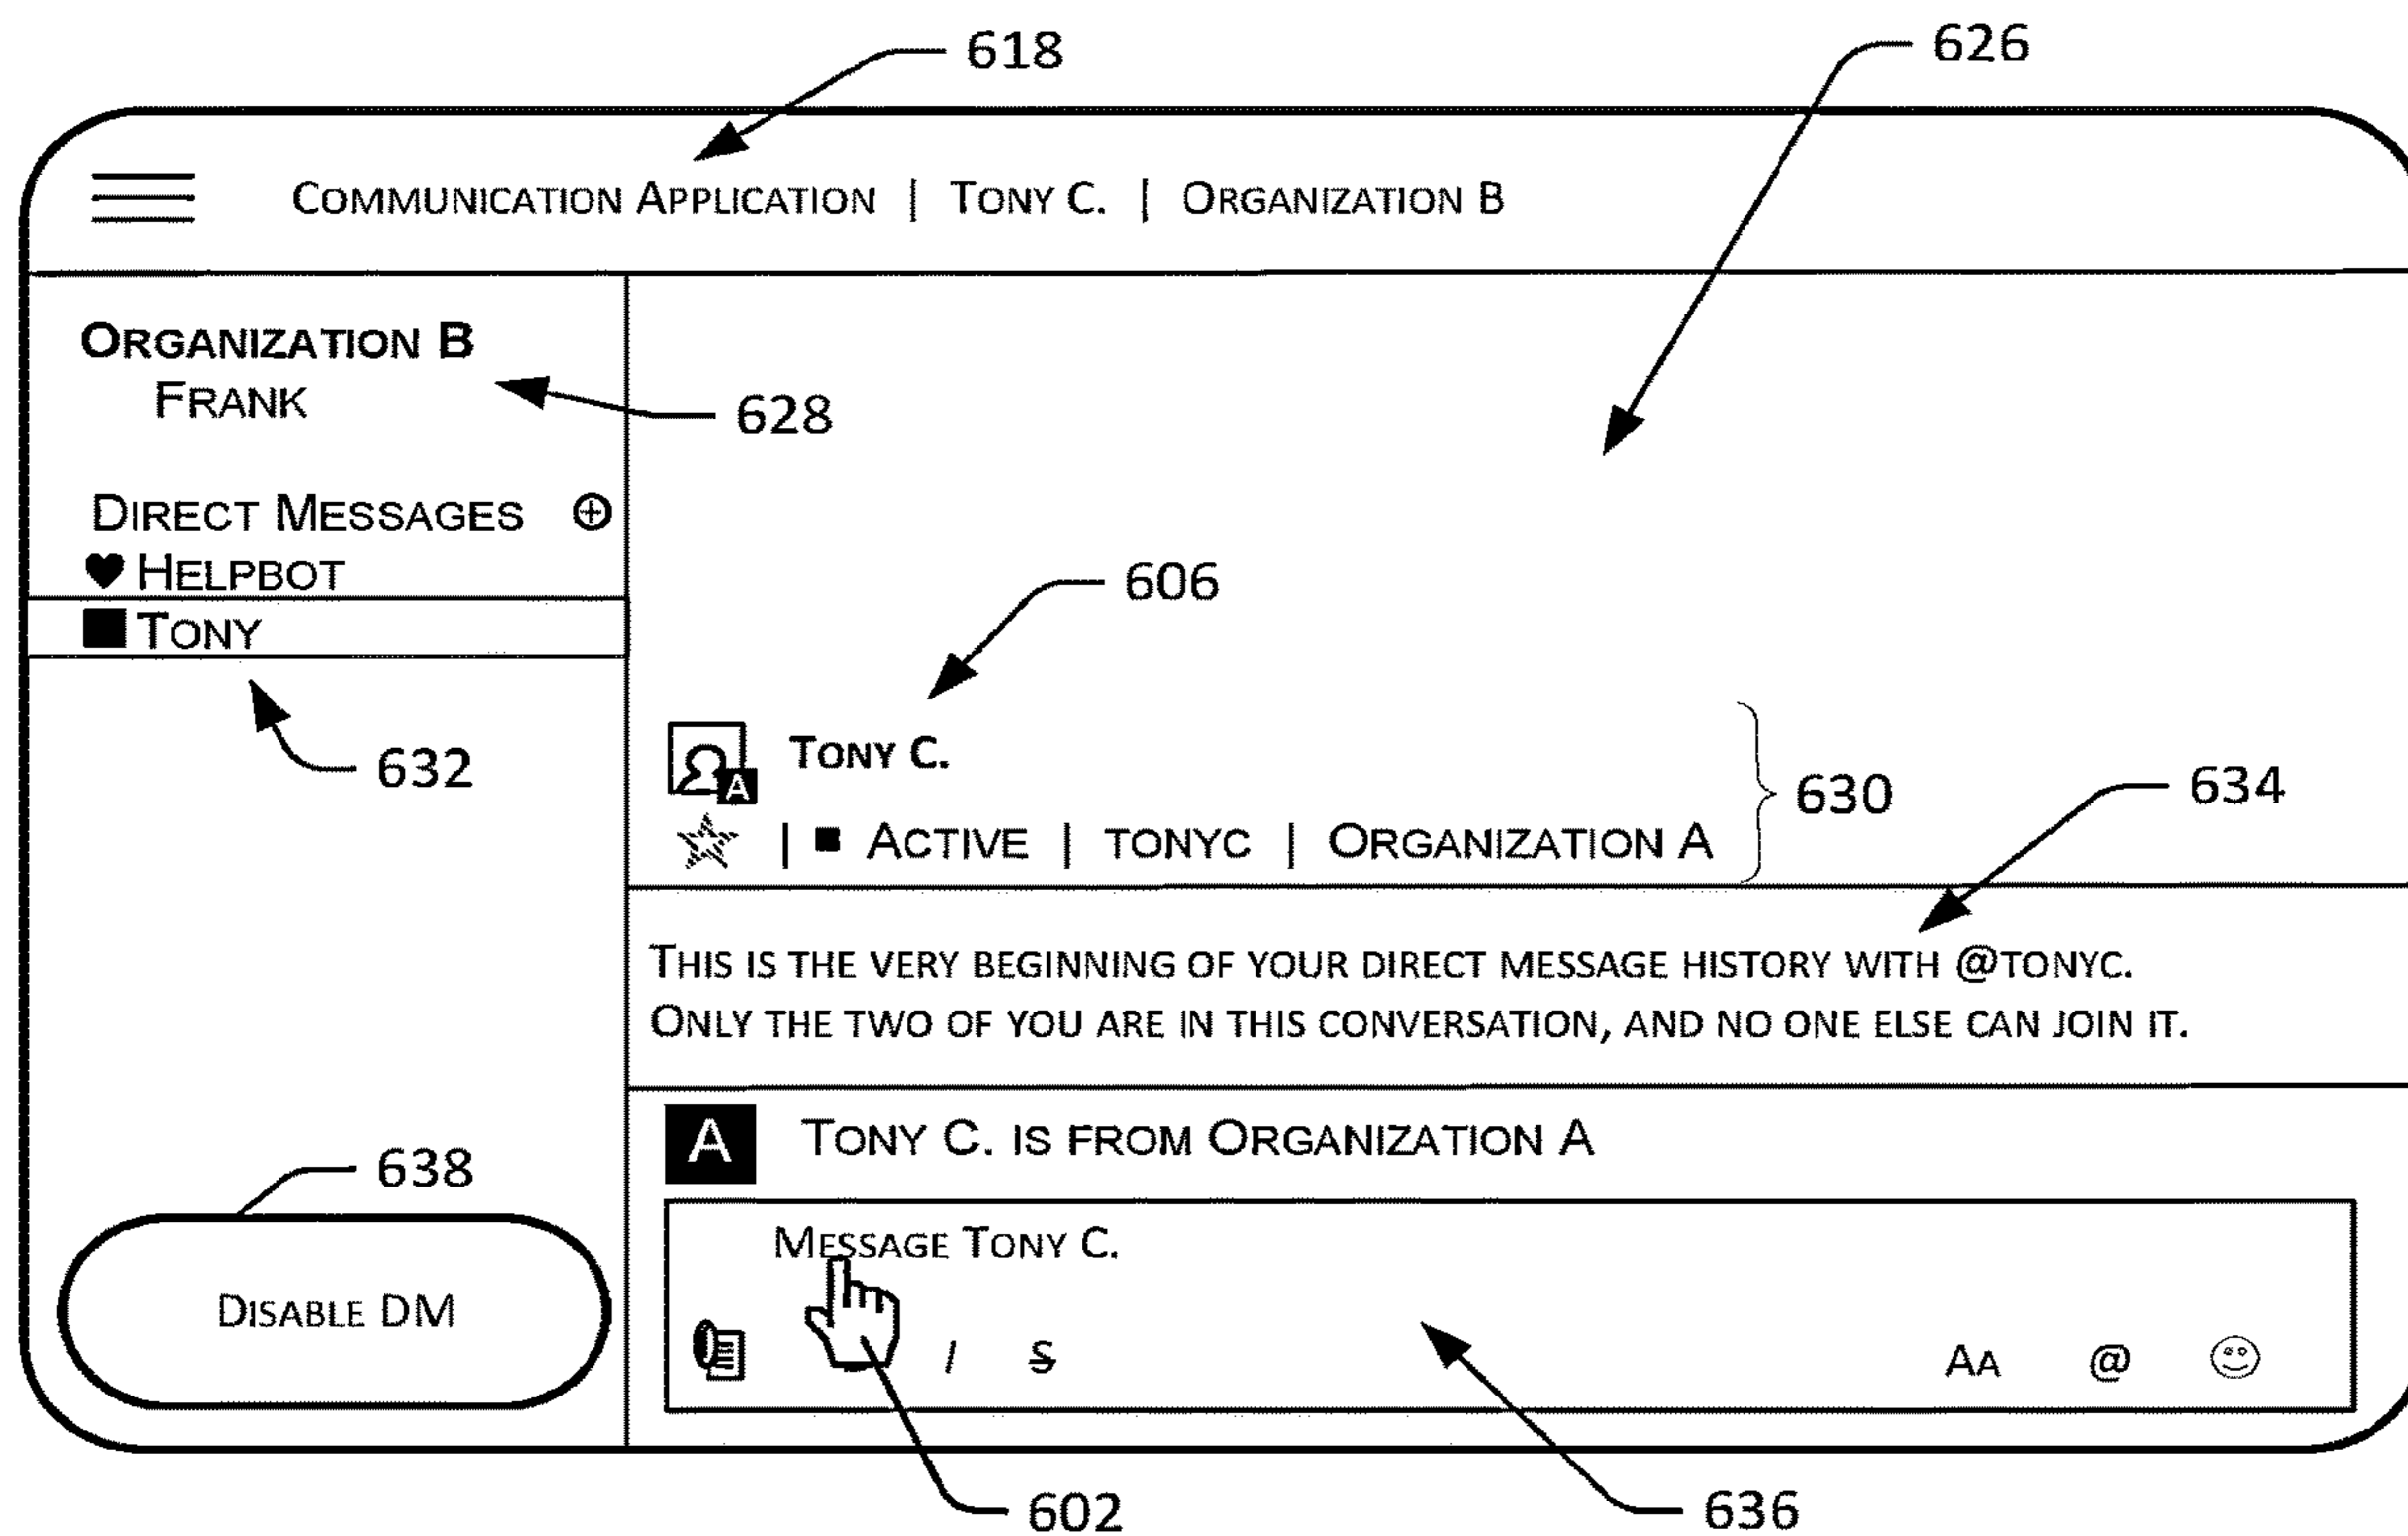 618
626
COMMUNICATION APPLICATION | TONY C. | ORGANIZATION B
ORGANIZATION B
FRANK
628
DIRECT MESSAGES
HELPBOT
TONY
632
606
TONY C.
A
630
ACTIVE | TONYC | ORGANIZATION A
634
THIS IS THE VERY BEGINNING OF YOUR DIRECT MESSAGE HISTORY WITH @TONYC.
ONLY THE TWO OF YOU ARE IN THIS CONVERSATION, AND NO ONE ELSE CAN JOIN IT.
A TONY C. IS FROM ORGANIZATION A
638
DISABLE DM
MESSAGE TONY C.
I S AA @
602
636